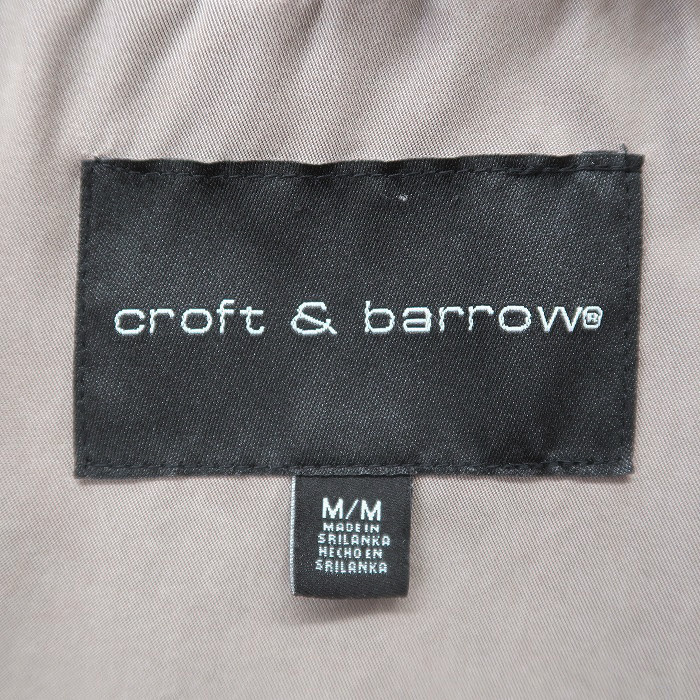 croft & barrow®
M/M
MADE IN
SRILANKA
HECHO EN
SRILANKA